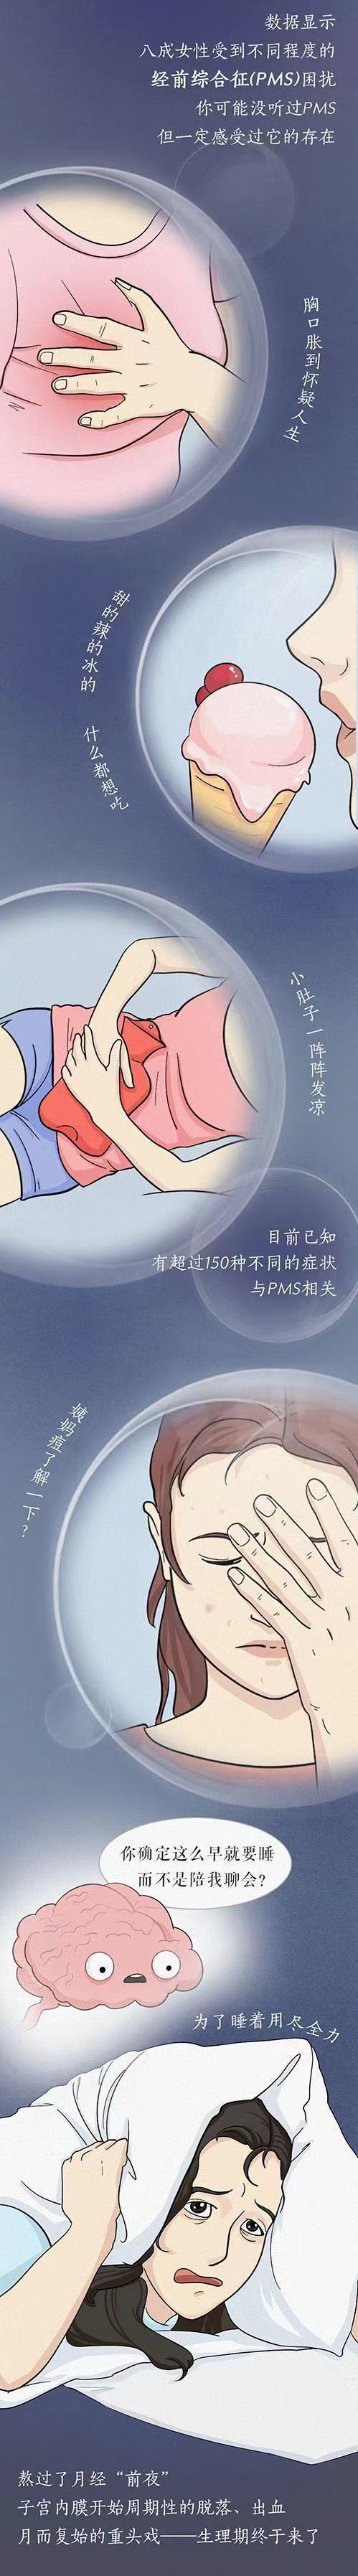 数据显示
八成女性受到不同程度的
经前综合征(PMS)困扰
你可能没听过PMS
但一定感受过它的存在
胸口胀到怀疑人生
甜的辣的冰的
什么都想吃
小肚子一阵阵发凉
目前已知
有超过150种不同的症状
与PMS相关
姨妈痘了解一下？
你确定这么早就要睡
而不是陪我聊会？
为了睡着用尽全力
熬过了月经“前夜”
子宫内膜开始周期性的脱落、出血
月而复始的重头戏——生理期终于来了